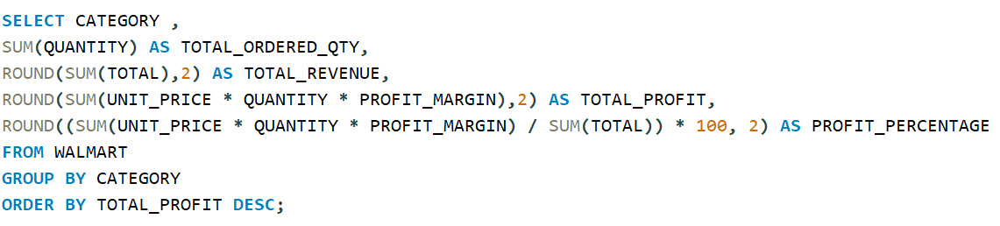 SELECT CATEGORY ,
SUM(QUANTITY) AS TOTAL_ORDERED_QTY,
ROUND(SUM(TOTAL),2) AS TOTAL_REVENUE,
ROUND(SUM(UNIT_PRICE * QUANTITY * PROFIT_MARGIN),2) AS TOTAL_PROFIT,
ROUND((SUM(UNIT_PRICE * QUANTITY * PROFIT_MARGIN) / SUM(TOTAL)) * 100, 2) AS PROFIT_PERCENTAGE
FROM WALMART
GROUP BY CATEGORY
ORDER BY TOTAL_PROFIT DESC;